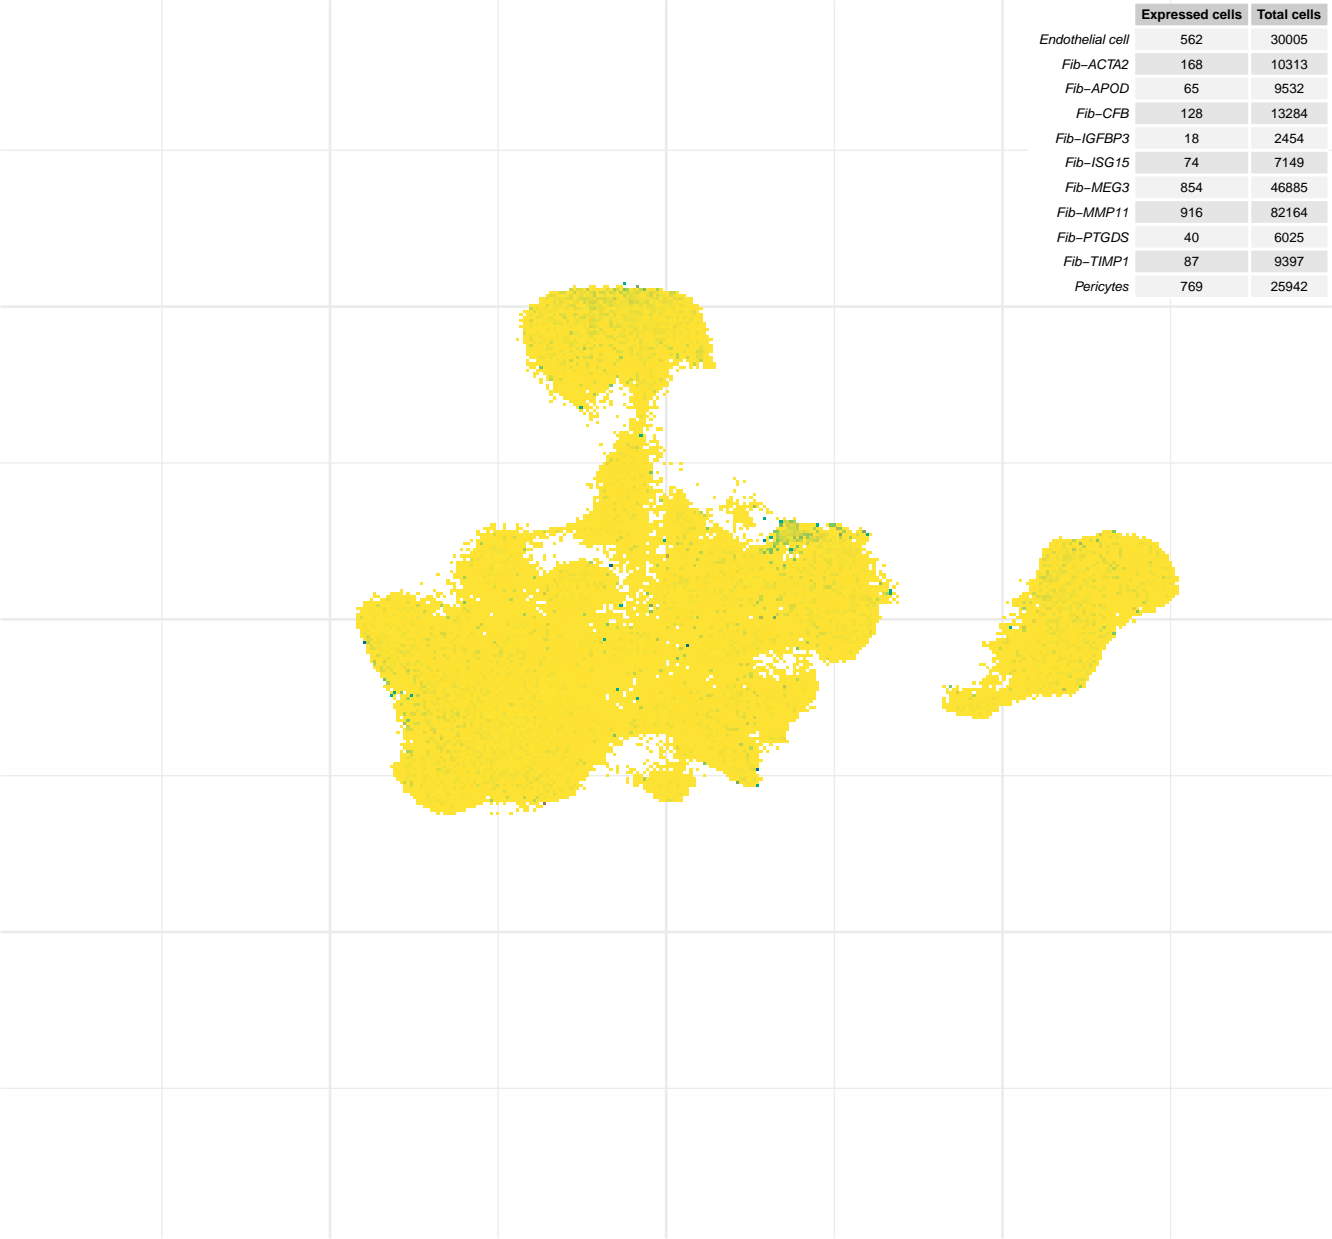 Expressed cells Total cells
Endothelial cell 562 30005
Fib−ACTA2 168 10313
Fib−APOD 65 9532
Fib−CFB 128 13284
Fib−IGFBP3 18 2454
Fib−ISG15 74 7149
Fib−MEG3 854 46885
Fib−MMP11 916 82164
Fib−PTGDS 40 6025
Fib−TIMP1 87 9397
Pericytes 769 25942